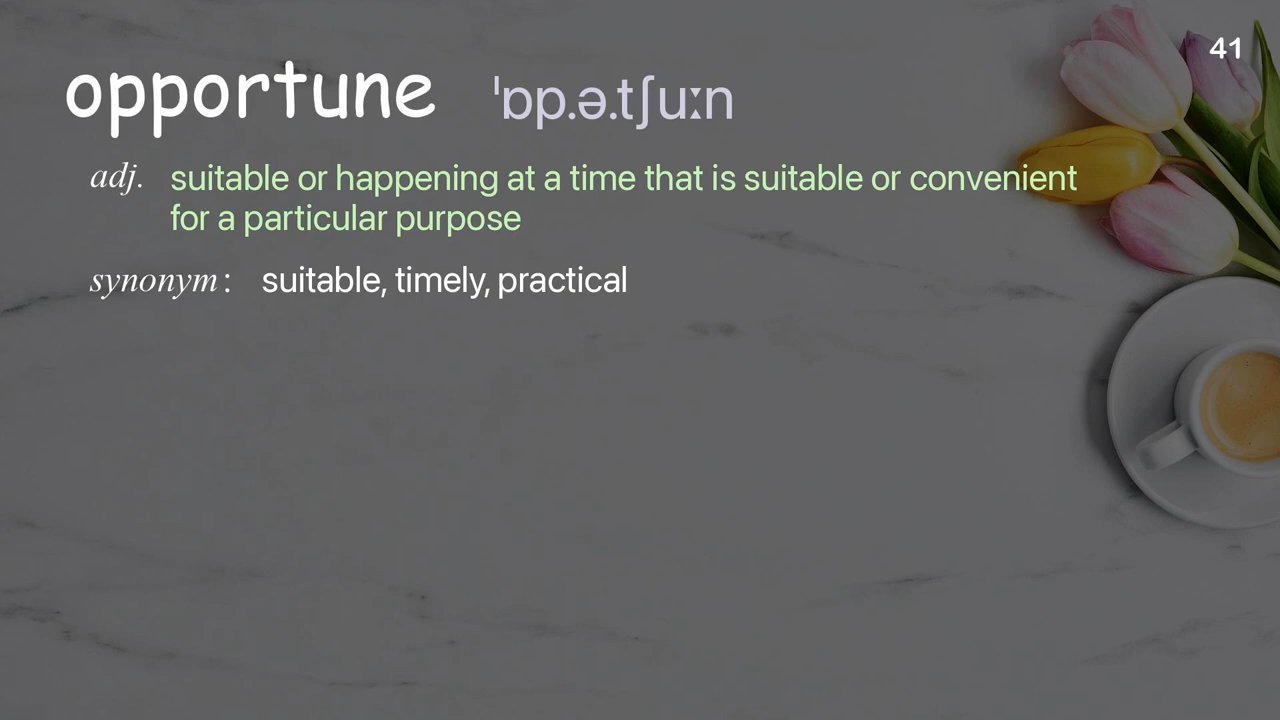 41
opportune ˈɒp.ə.tʃuːn
adj. suitable or happening at a time that is suitable or convenient
for a particular purpose
synonym: suitable, timely, practical